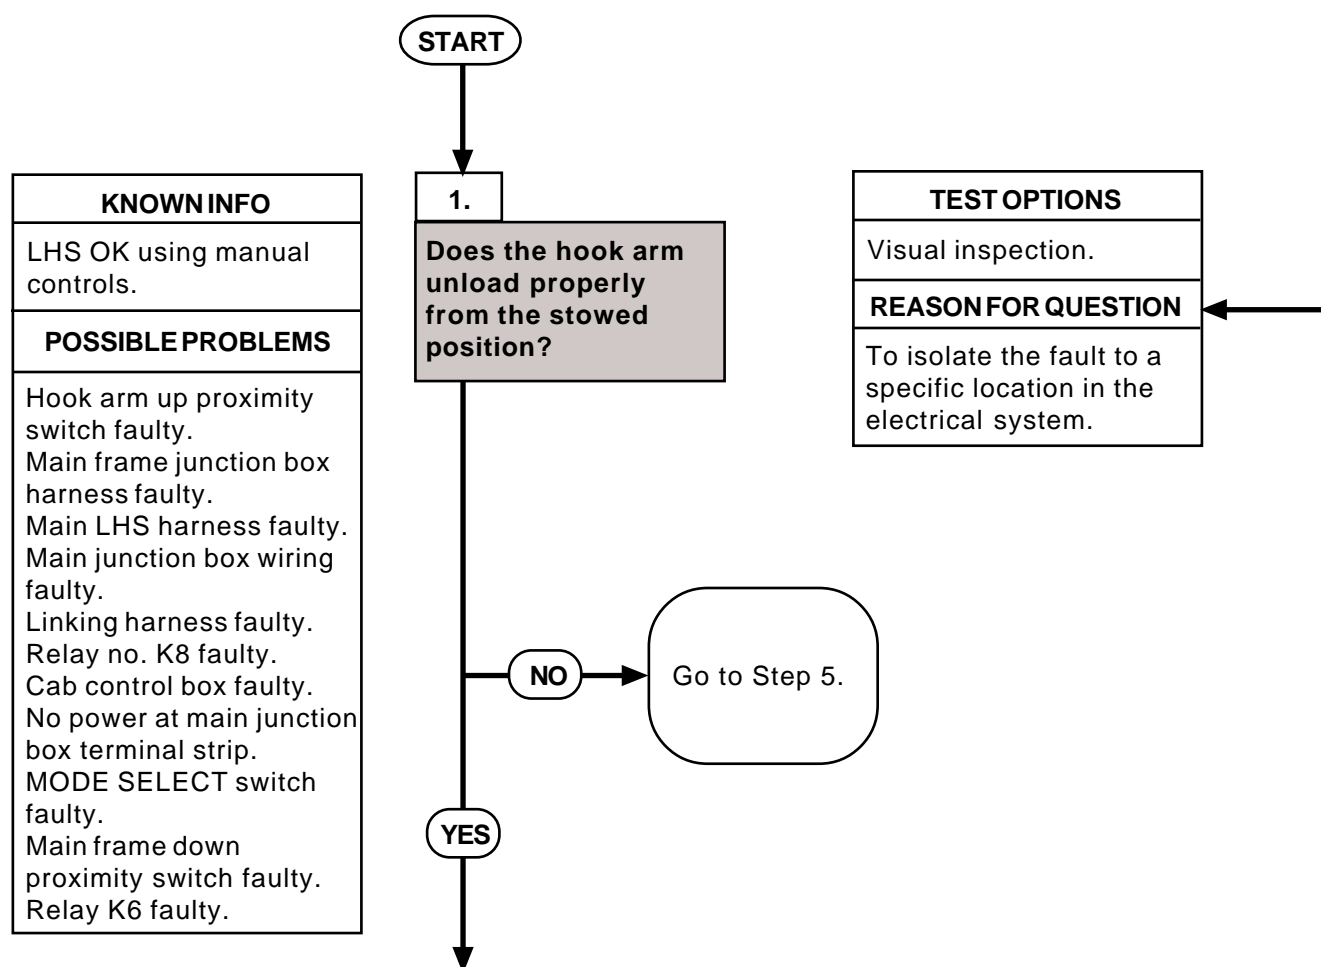 START
KNOWN INFO
LHS OK using manual
controls.
POSSIBLE PROBLEMS
Hook arm up proximity
switch faulty.
Main frame junction box
harness faulty.
Main LHS harness faulty.
Main junction box wiring
faulty.
Linking harness faulty.
Relay no. K8 faulty.
Cab control box faulty.
No power at main junction
box terminal strip.
MODE SELECT switch
faulty.
Main frame down
proximity switch faulty.
Relay K6 faulty.
1.
Does the hook arm
unload properly
from the stowed
position?
TEST OPTIONS
Visual inspection.
REASON FOR QUESTION
To isolate the fault to a
specific location in the
electrical system.
NO
Go to Step 5.
YES